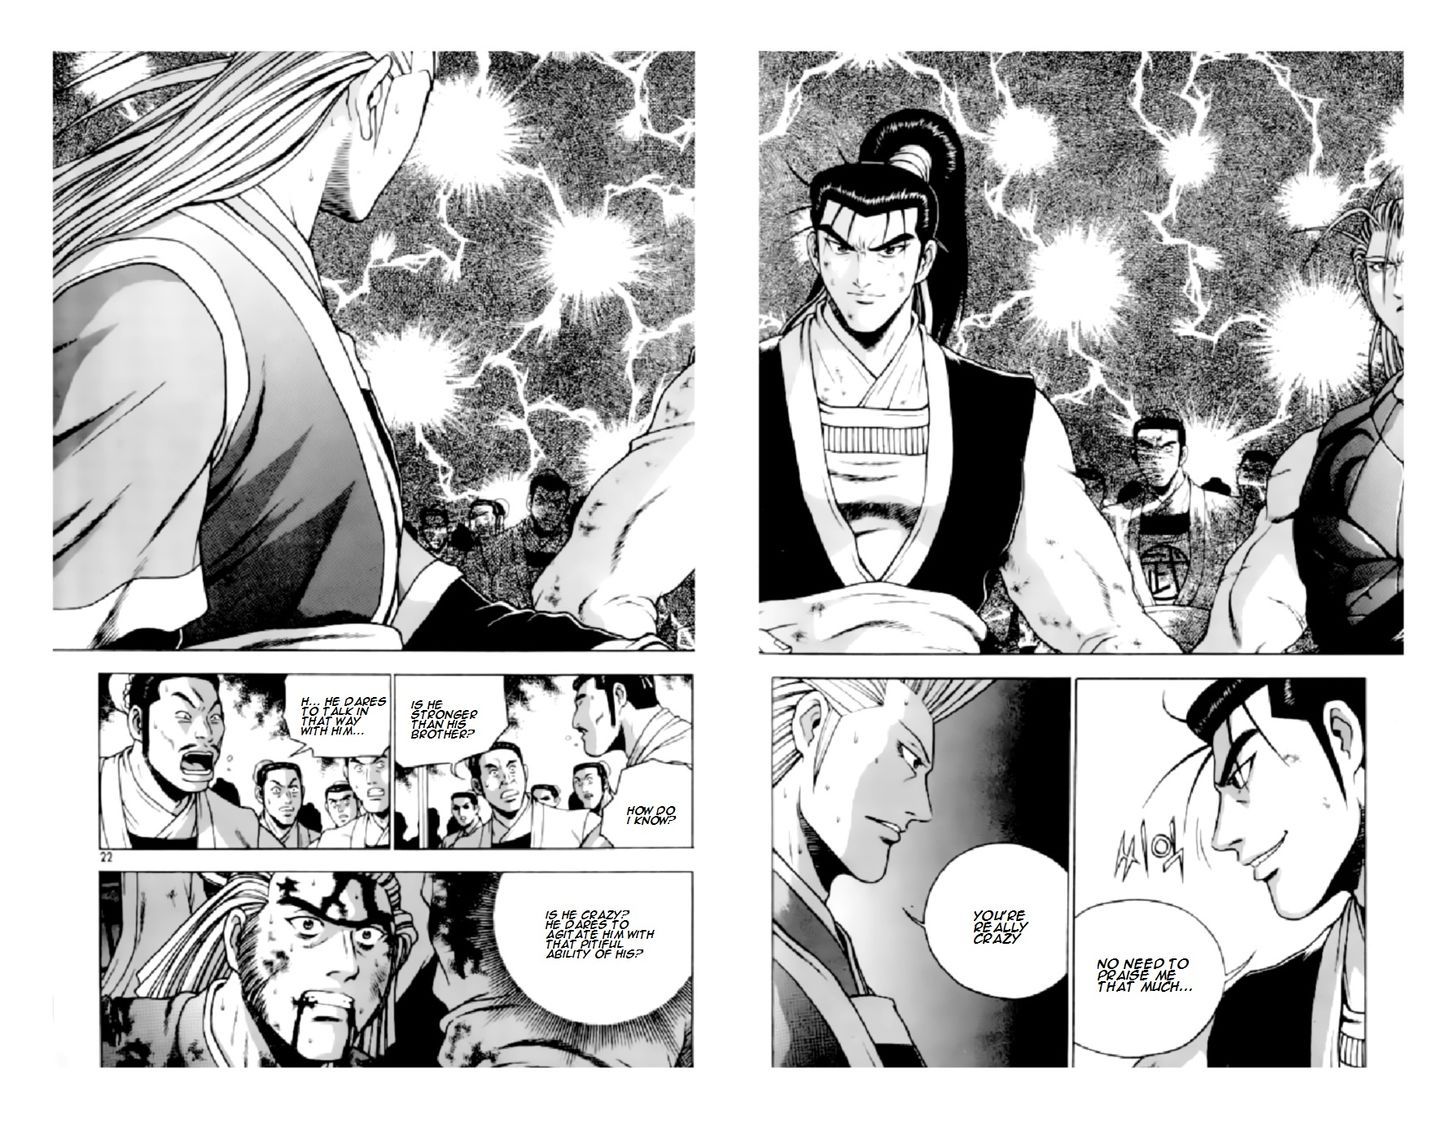 H... HE DARES
TO TALK IN
THAT WAY
WITH HIM...
IS HE
STRONGER
THAN HIS
BROTHER?
HOW DO
I KNOW?
22
IS HE CRAZY?
HE DARES TO
AGITATE HIM WITH
THAT PITIFUL
ABILITY OF HIS?
YOU'RE
REALLY
CRAZY
NO NEED TO
PRAISE ME
THAT MUCH...